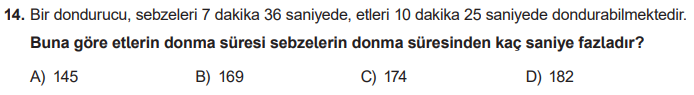 14. Bir dondurucu, sebzeleri 7 dakika 36 saniyede, etleri 10 dakika 25 saniyede dondurabilmektedir.
Buna göre etlerin donma süresi sebzelerin donma süresinden kaç saniye fazladır?
A) 145 B) 169 C) 174 D) 182